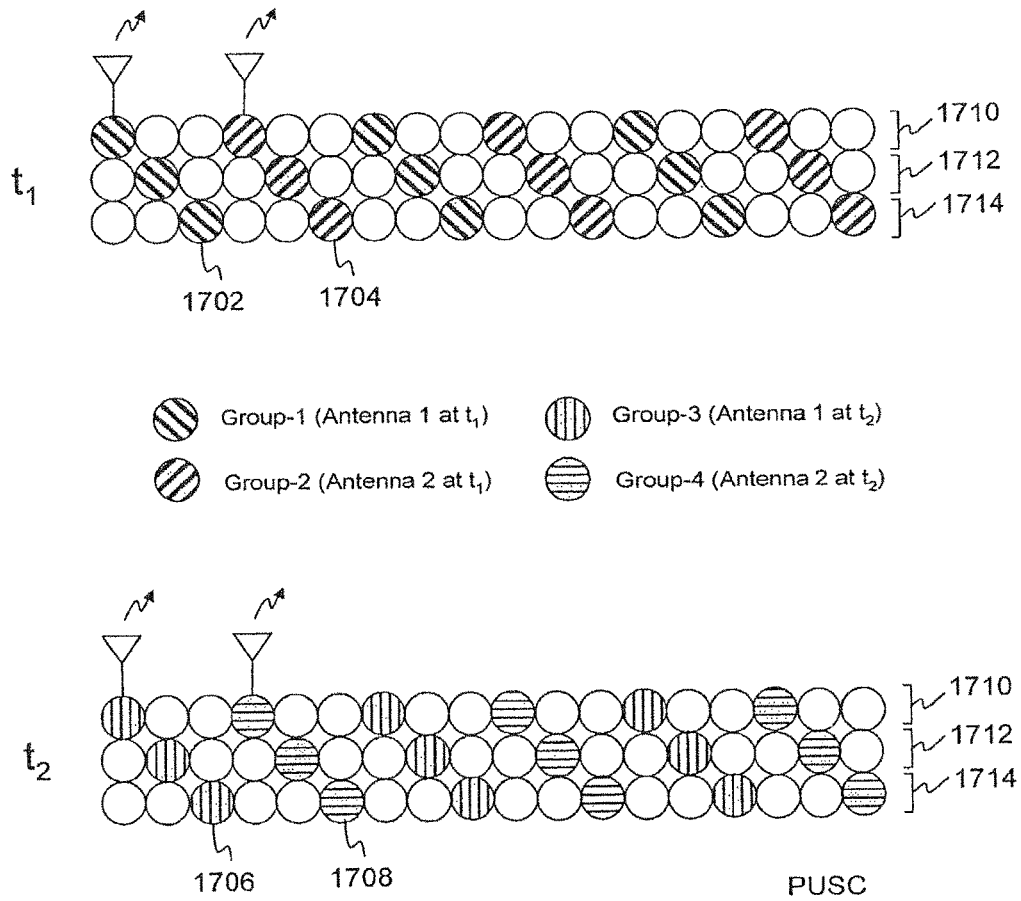 1710
1712
t1
1714
1702
1704
Group-1 (Antenna 1 at t1)
Group-3 (Antenna 1 at t2)
Group-2 (Antenna 2 at t1)
Group-4 (Antenna 2 at t2)
1710
1712
t2
1714
1706
1708
PUSC